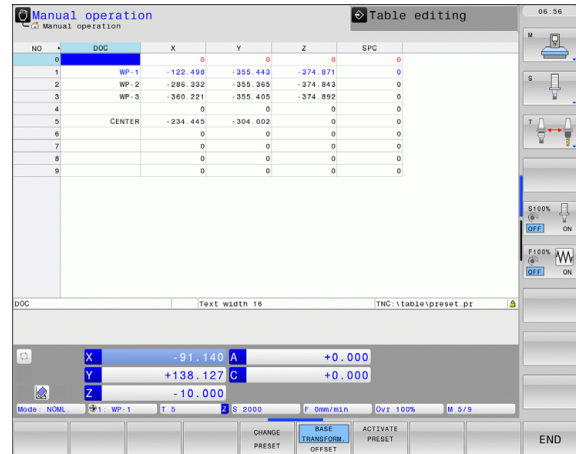 Manual operation
Manual operation
Table editing
06:56
NO DOC X Y Z SPC
0 0 0 0 0
1 WP-1 -122.498 -355.443 -374.871 0
2 WP-2 -286.332 -355.365 -374.843 0
3 WP-3 -360.221 -355.405 -374.892 0
4 0 0 0 0
5 CENTER -234.445 -304.002 0 0
6 0 0 0 0
7 0 0 0 0
8 0 0 0 0
9 0 0 0 0
DOC Text width 16 TNC:\table\preset.pr
X -91.140 A +0.000
Y +138.127 C +0.000
Z -10.000
Mode: NOML. 1: WP-1 T 5 Z S 2000 F 0mm/min Ovr 100% M 5/9
CHANGE PRESET
BASE TRANSFORM. OFFSET
ACTIVATE PRESET
END
M
S
T
S100%
OFF ON
F100%
OFF ON